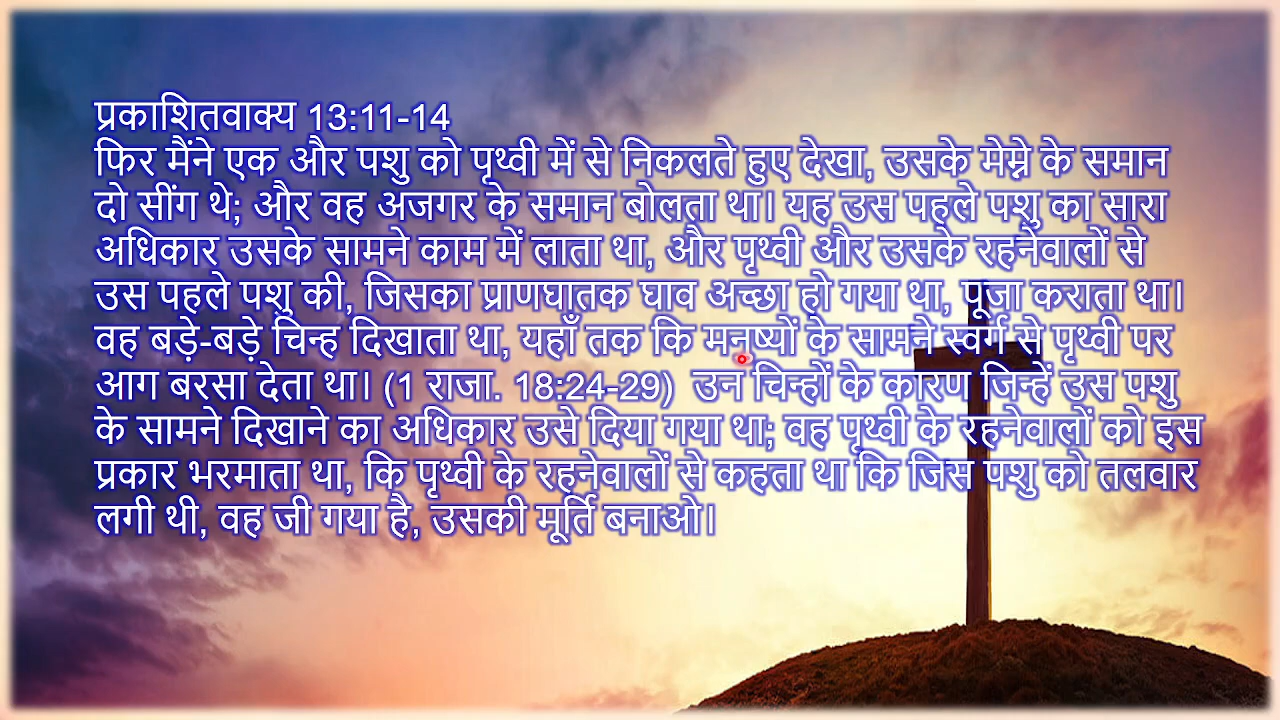 प्रकाशितवाक्य 13:11-14
फिर मैंने एक और पशु को पृथ्वी में से निकलते हुए देखा, उसके मेम्ने के समान
दो सींग थे; और वह अजगर के समान बोलता था। यह उस पहले पशु का सारा
अधिकार उसके सामने काम में लाता था, और पृथ्वी और उसके रहनेवालों से
उस पहले पशु की, जिसका प्राणघातक घाव अच्छा हो गया था, पूजा कराता था।
वह बड़े-बड़े चिन्ह दिखाता था, यहाँ तक कि मनुष्यों के सामने स्वर्ग से पृथ्वी पर
आग बरसा देता था। (1 राजा. 18:24-29) उन चिन्हों के कारण जिन्हें उस पशु
के सामने दिखाने का अधिकार उसे दिया गया था; वह पृथ्वी के रहनेवालों को इस
प्रकार भरमाता था, कि पृथ्वी के रहनेवालों से कहता था कि जिस पशु को तलवार
लगी थी, वह जी गया है, उसकी मूर्ति बनाओ।